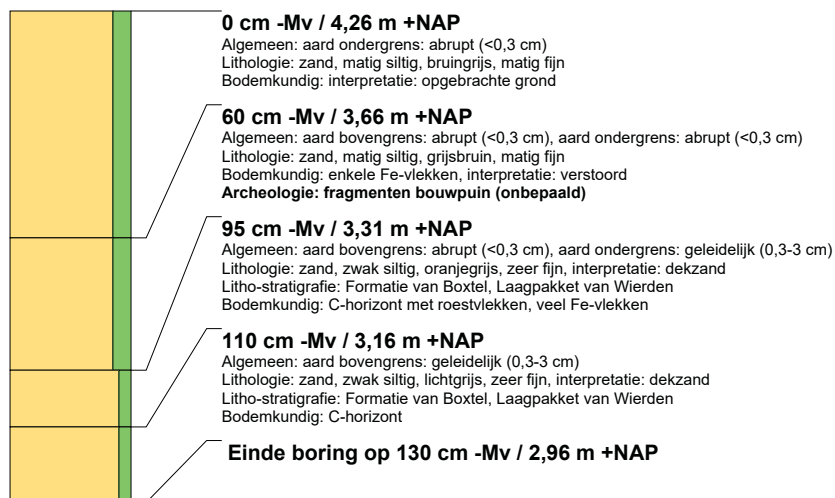 0 cm -Mv / 4,26 m +NAP
Algemeen: aard ondergrens: abrupt (<0,3 cm)
Lithologie: zand, matig siltig, bruingrijs, matig fijn
Bodemkundig: interpretatie: opgebrachte grond
60 cm -Mv / 3,66 m +NAP
Algemeen: aard bovengrens: abrupt (<0,3 cm), aard ondergrens: abrupt (<0,3 cm)
Lithologie: zand, matig siltig, grijsbruin, matig fijn
Bodemkundig: enkele Fe-vlekken, interpretatie: verstoord
Archeologie: fragmenten bouwpuin (onbepaald)
95 cm -Mv / 3,31 m +NAP
Algemeen: aard bovengrens: abrupt (<0,3 cm), aard ondergrens: geleidelijk (0,3-3 cm)
Lithologie: zand, zwak siltig, oranjegrijs, zeer fijn, interpretatie: dekzand
Litho-stratigrafie: Formatie van Boxtel, Laagpakket van Wierden
Bodemkundig: C-horizont met roestvlekken, veel Fe-vlekken
110 cm -Mv / 3,16 m +NAP
Algemeen: aard bovengrens: geleidelijk (0,3-3 cm)
Lithologie: zand, zwak siltig, lichtgrijs, zeer fijn, interpretatie: dekzand
Litho-stratigrafie: Formatie van Boxtel, Laagpakket van Wierden
Bodemkundig: C-horizont
Einde boring op 130 cm -Mv / 2,96 m +NAP